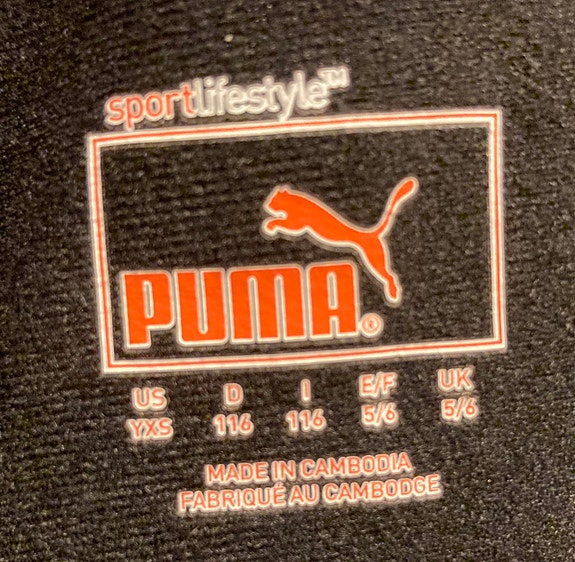 sportlifestyle™
PUMA®
US D I E/F UK
YXS 116 116 5/6 5/6
MADE IN CAMBODIA
FABRIQUÉ AU CAMBODGE